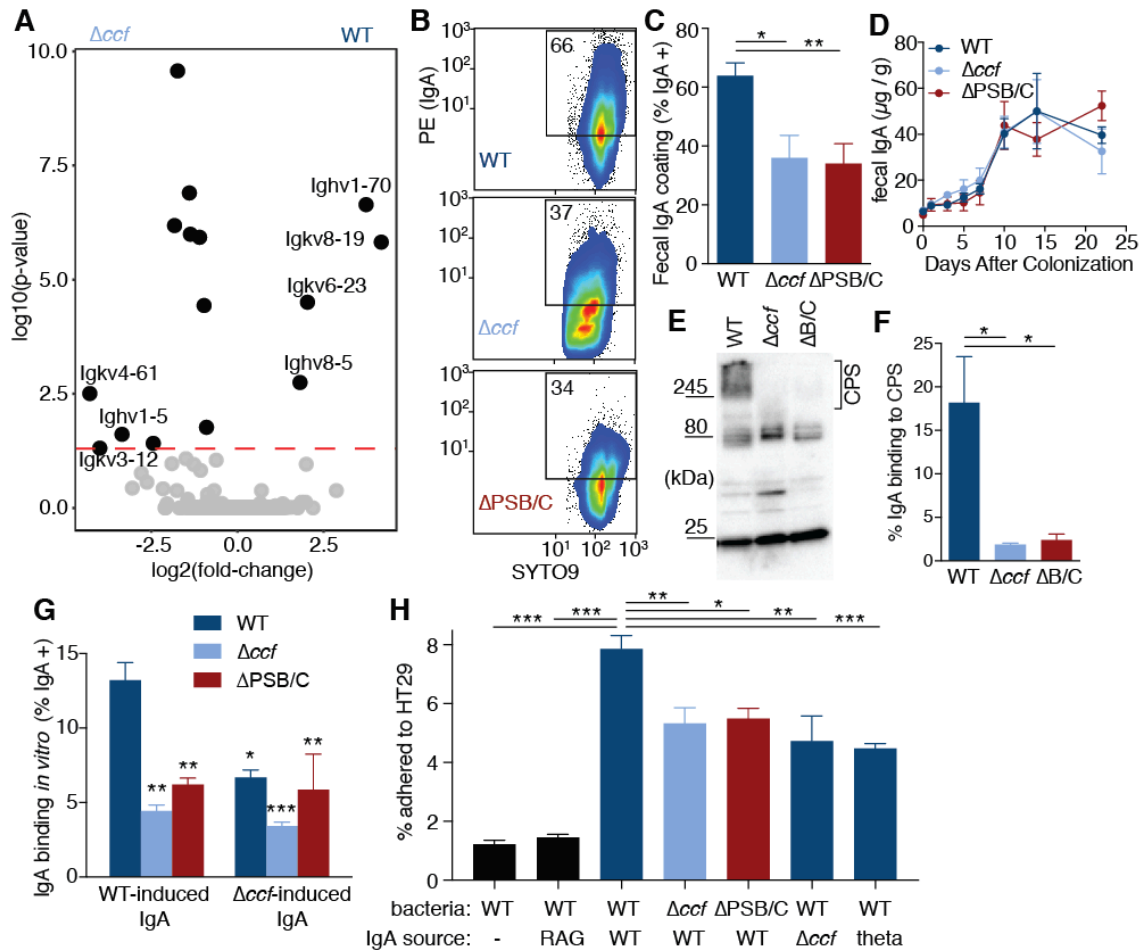 A
Δccf
WT
10.0
7.5
5.0
2.5
0.0
log10(p-value)
Ighv1-70
Igkv8-19
Igkv6-23
Ighv8-5
Igkv4-61
Ighv1-5
Igkv3-12
-2.5
0.0
2.5
log2(fold-change)
B
PE (IgA)
10³
10²
10¹
66
WT
10³
10²
10¹
37
Δccf
10³
10²
10¹
34
ΔPSB/C
10¹ 10² 10³
SYTO9
C
Fecal IgA coating (% IgA +)
80
60
40
20
0
*
**
WT
Δccf
ΔPSB/C
D
fecal IgA (µg / g)
80
60
40
20
0
WT
Δccf
ΔPSB/C
0 5 10 15 20 25
Days After Colonization
E
WT
Δccf
ΔB/C
245
80
(kDa)
25
CPS
F
% IgA binding to CPS
25
20
15
10
5
0
*
*
WT
Δccf
ΔB/C
G
WT
Δccf
ΔPSB/C
IgA binding in vitro (% IgA +)
15
10
5
0
**
**
*
***
**
WT-induced
IgA
Δccf-induced
IgA
H
% adhered to HT29
8
6
4
2
0
***
***
**
*
**
***
bacteria: WT WT WT Δccf ΔPSB/C WT WT
IgA source: - RAG WT WT WT Δccf theta